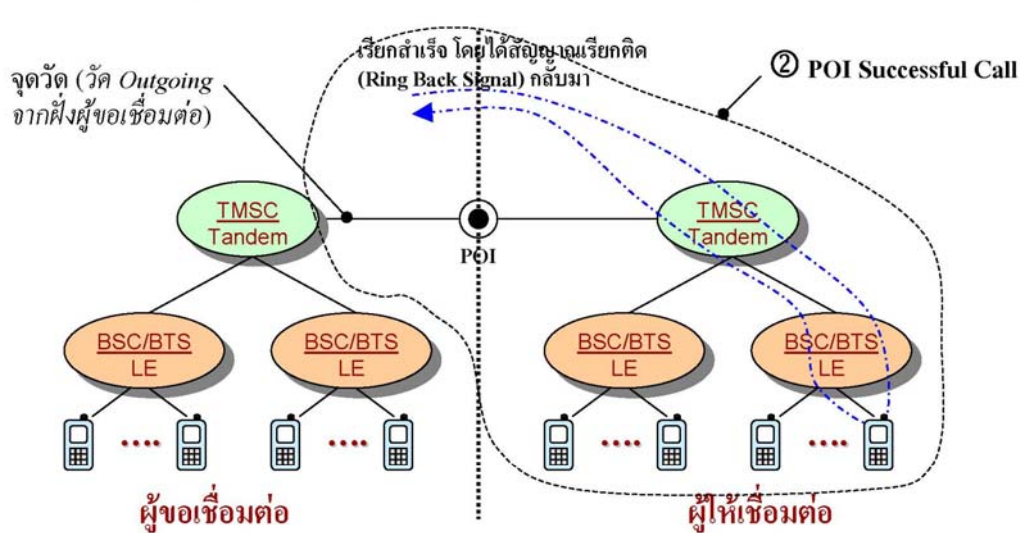 เรียกสำเร็จ โดยได้สัญญาณเรียกติด
(Ring Back Signal) กลับมา
จุดวัด (วัด Outgoing
จากฝั่งผู้ขอเชื่อมต่อ)
② POI Successful Call
TMSC
Tandem
POI
TMSC
Tandem
BSC/BTS
LE
BSC/BTS
LE
BSC/BTS
LE
BSC/BTS
LE
....
....
....
....
ผู้ขอเชื่อมต่อ
ผู้ให้เชื่อมต่อ